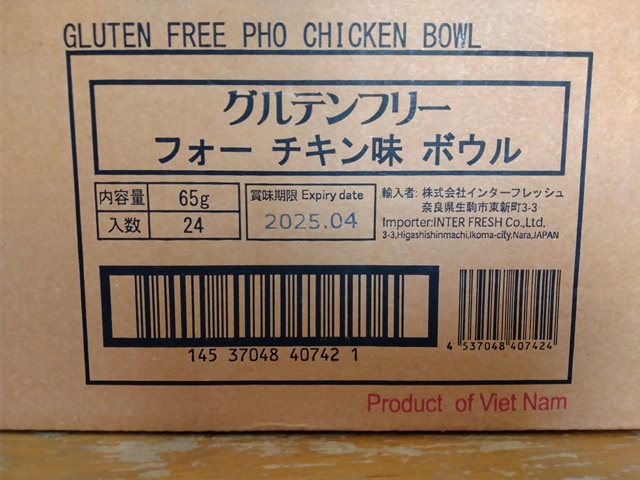 GLUTEN FREE PHO CHICKEN BOWL
グルテンフリー
フォー チキン味 ボウル
内容量 65g
入数 24
賞味期限 Expiry date
2025.04
輸入者: 株式会社インターフレッシュ
奈良県生駒市東新町3-3
Importer:INTER FRESH Co.,Ltd.
3-3,Higashishinmachi,Ikoma-city,Nara,JAPAN
145 37048 40742 1
4 537048 407424
Product of Viet Nam